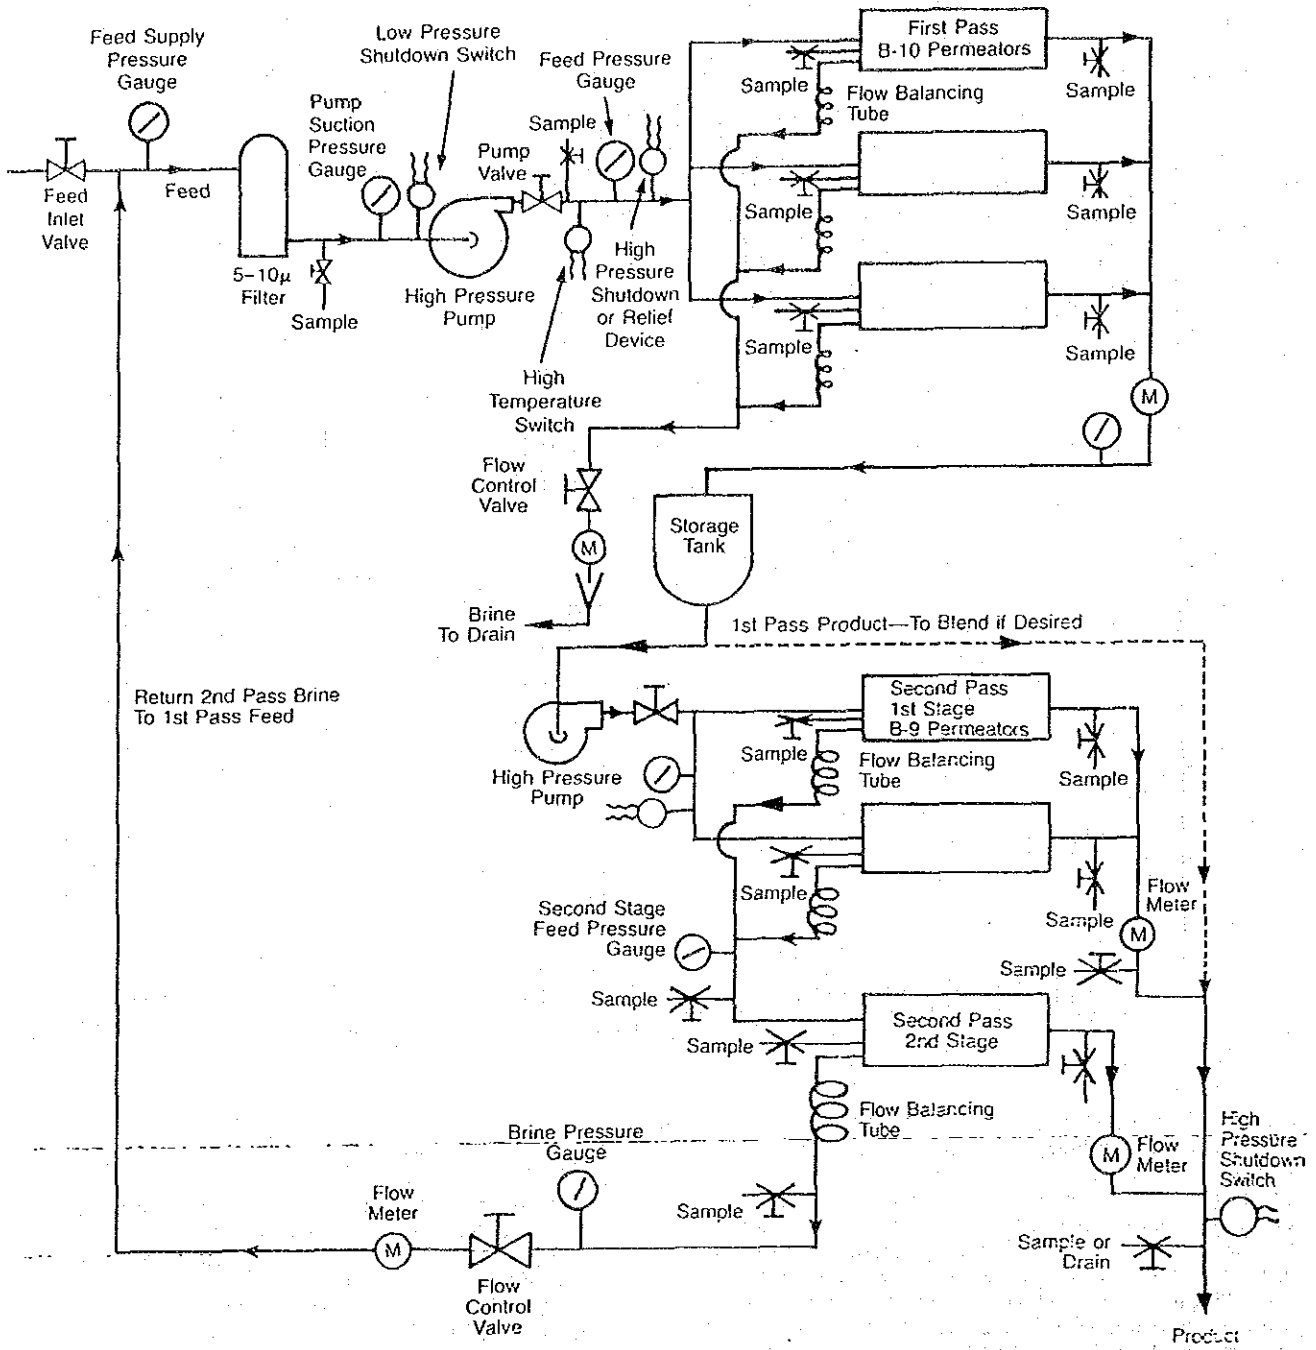 Feed Supply
Pressure
Gauge
Low Pressure
Shutdown Switch
Feed Pressure
Gauge
First Pass
B-10 Permeators
Sample
Sample
Flow Balancing
Tube
Pump
Suction
Pressure
Gauge
Sample
Pump
Valve
Feed
Inlet
Valve
Feed
5-10μ
Filter
Sample
High Pressure
Pump
High
Pressure
Shutdown
or Relief
Device
High
Temperature
Switch
Sample
Sample
Sample
Sample
M
Flow
Control
Valve
M
Storage
Tank
Brine
To Drain
1st Pass Product—To Blend if Desired
Return 2nd Pass Brine
To 1st Pass Feed
Second Pass
1st Stage
B-9 Permeators
Sample
Sample
Flow Balancing
Tube
High Pressure
Pump
Sample
Sample
Flow
Meter
M
Second Stage
Feed Pressure
Gauge
Sample
Sample
Second Pass
2nd Stage
Sample
Flow Balancing
Tube
Brine Pressure
Gauge
M
Flow
Meter
High
Pressure
Shutdown
Switch
Flow
Meter
M
Sample
Sample or
Drain
Flow
Control
Valve
Product